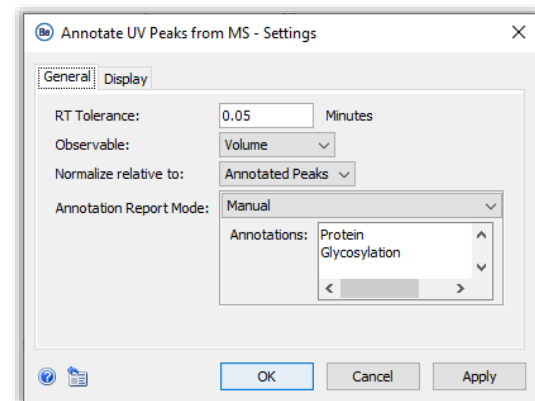 Be Annotate UV Peaks from MS - Settings
General Display
RT Tolerance: 0.05 Minutes
Observable: Volume
Normalize relative to: Annotated Peaks
Annotation Report Mode: Manual
Annotations: Protein
Glycosylation
OK Cancel Apply